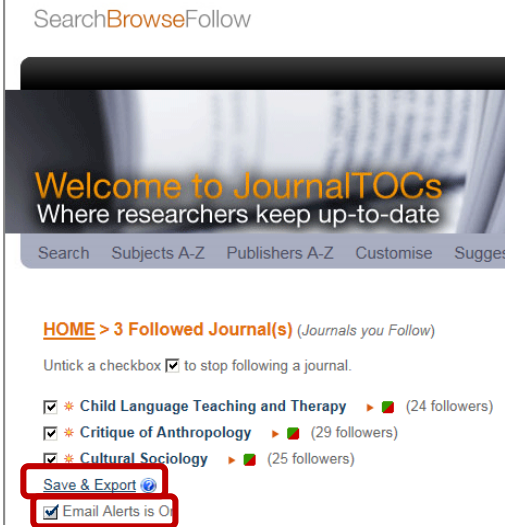 SearchBrowseFollow
Welcome to JournalTOCs
Where researchers keep up-to-date
Search Subjects A-Z Publishers A-Z Customise Sugges
HOME > 3 Followed Journal(s) (Journals you Follow)
Untick a checkbox to stop following a journal.
Child Language Teaching and Therapy (24 followers)
Critique of Anthropology (29 followers)
Cultural Sociology (25 followers)
Save & Export ?
Email Alerts is On